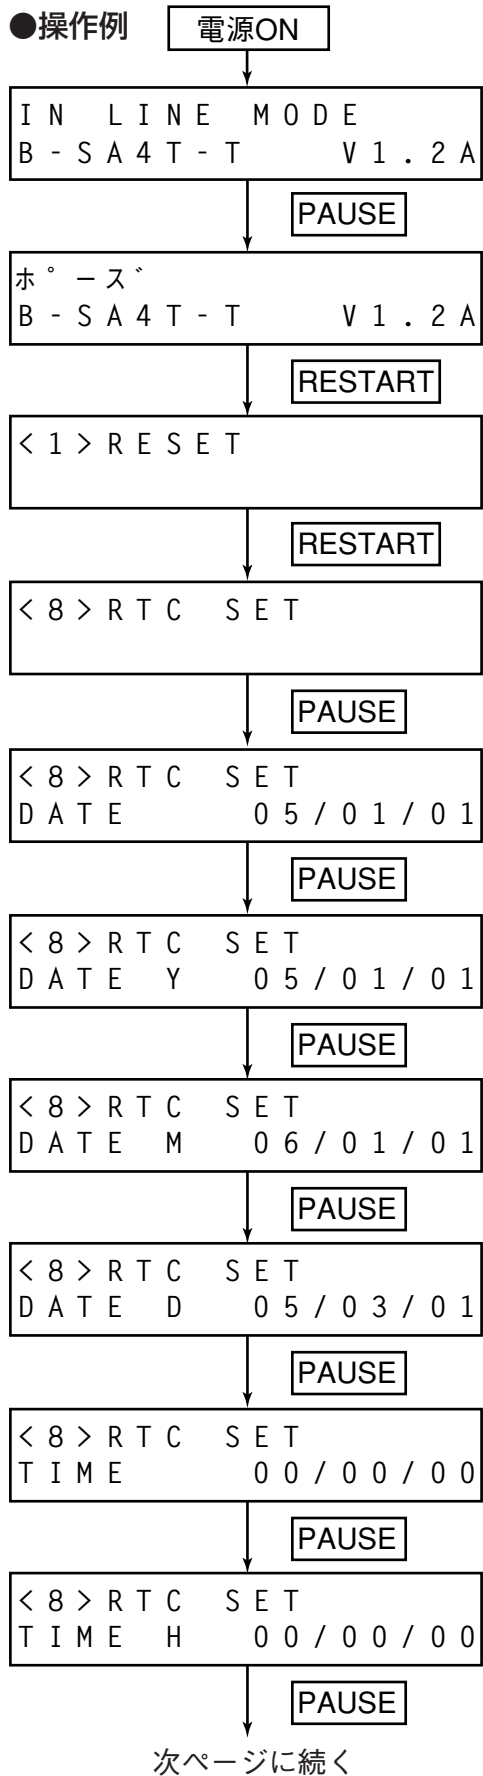 ●操作例
電源ON
IN LINE MODE
B-SA4T-T V1.2A
PAUSE
ポーズ
B-SA4T-T V1.2A
RESTART
<1>RESET
RESTART
<8>RTC SET
PAUSE
<8>RTC SET
DATE 05/01/01
PAUSE
<8>RTC SET
DATE Y 05/01/01
PAUSE
<8>RTC SET
DATE M 06/01/01
PAUSE
<8>RTC SET
DATE D 05/03/01
PAUSE
<8>RTC SET
TIME 00/00/00
PAUSE
<8>RTC SET
TIME H 00/00/00
PAUSE
次ページに続く